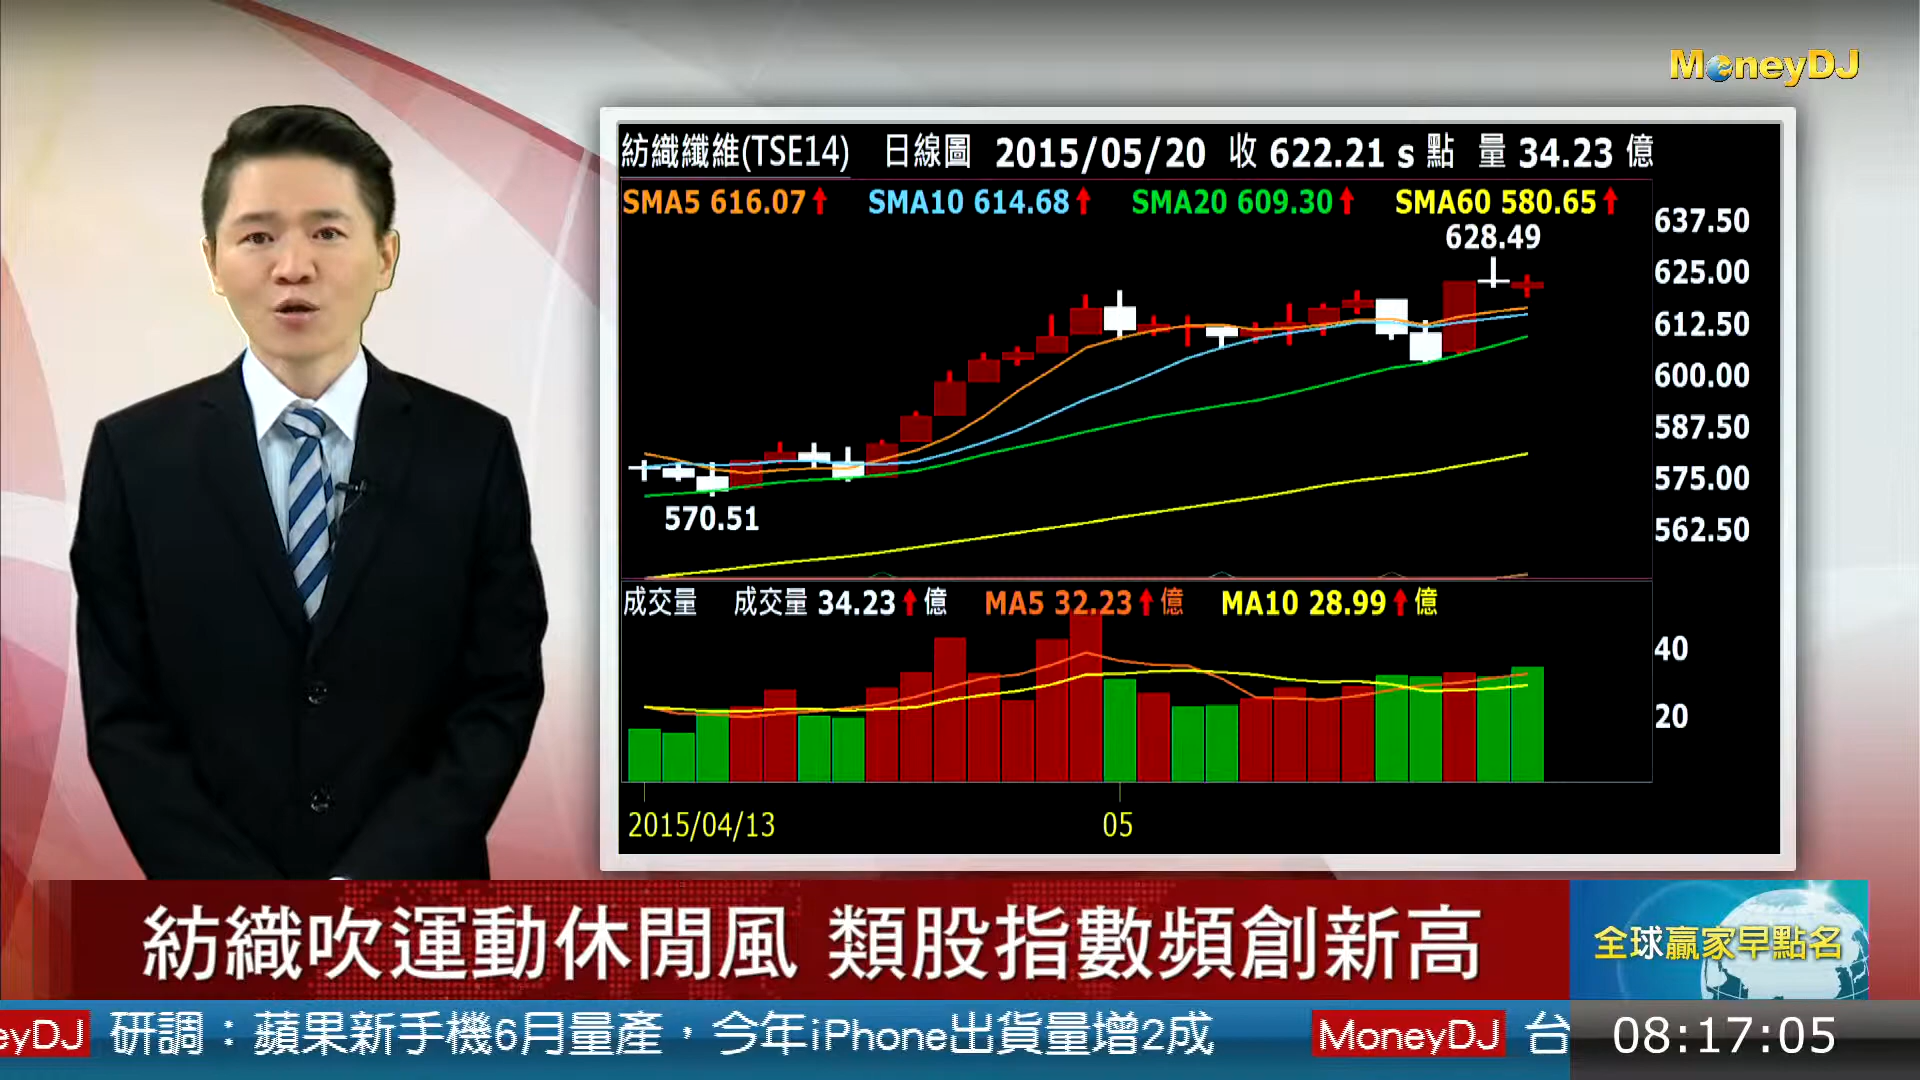 MoneyDJ
紡織纖維(TSE14) 日線圖 2015/05/20 收 622.21 s 點 量 34.23 億
SMA5 616.07 SMA10 614.68 SMA20 609.30 SMA60 580.65
628.49
637.50
625.00
612.50
600.00
587.50
575.00
562.50
570.51
成交量 成交量 34.23 億 MA5 32.23 億 MA10 28.99 億
40
20
2015/04/13 05
紡織吹運動休閒風 類股指數頻創新高
全球贏家早點名
eyDJ 研調：蘋果新手機6月量產，今年iPhone出貨量增2成 MoneyDJ 台
08:17:05